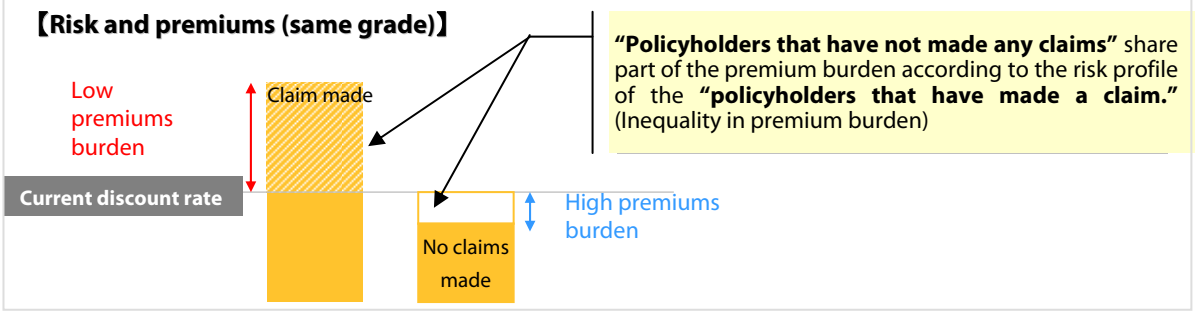 【Risk and premiums (same grade)】
“Policyholders that have not made any claims” share
part of the premium burden according to the risk profile
of the “policyholders that have made a claim.”
(Inequality in premium burden)
Low
premiums
burden
Claim made
Current discount rate
High premiums
burden
No claims
made